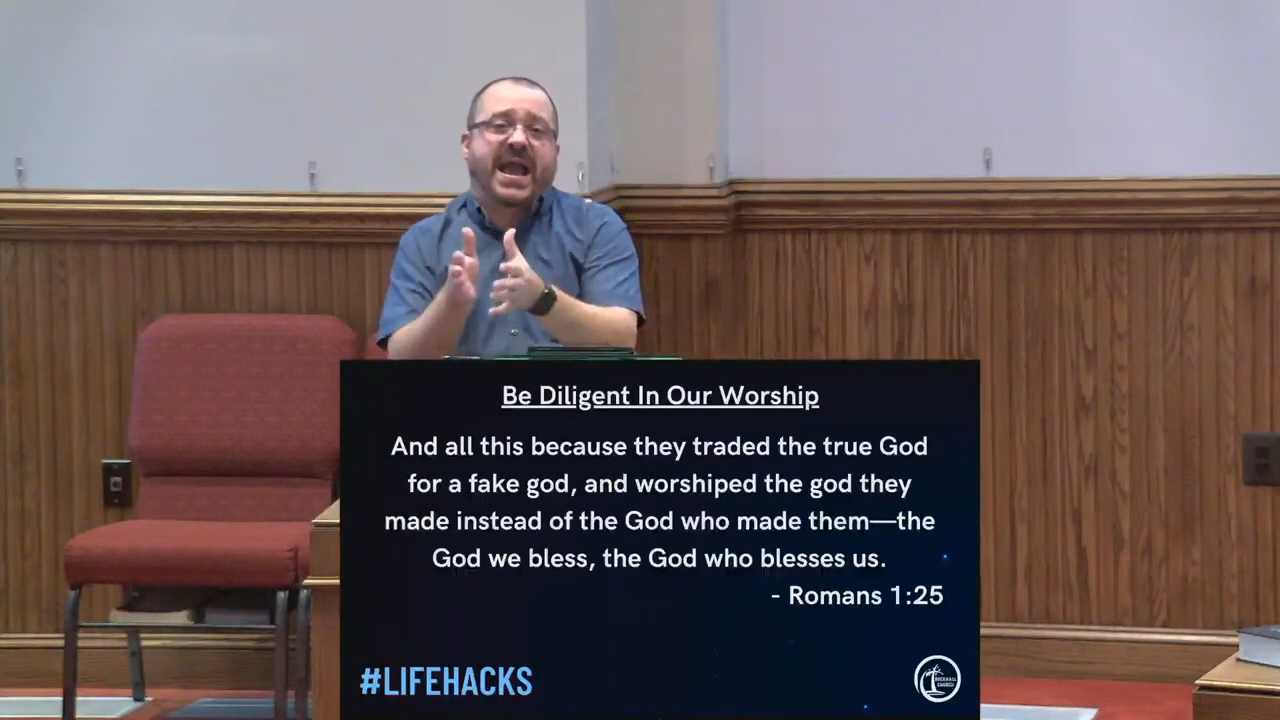 Be Diligent In Our Worship
And all this because they traded the true God
for a fake god, and worshiped the god they
made instead of the God who made them—the
God we bless, the God who blesses us.
- Romans 1:25
#LIFEHACKS
CHURCH